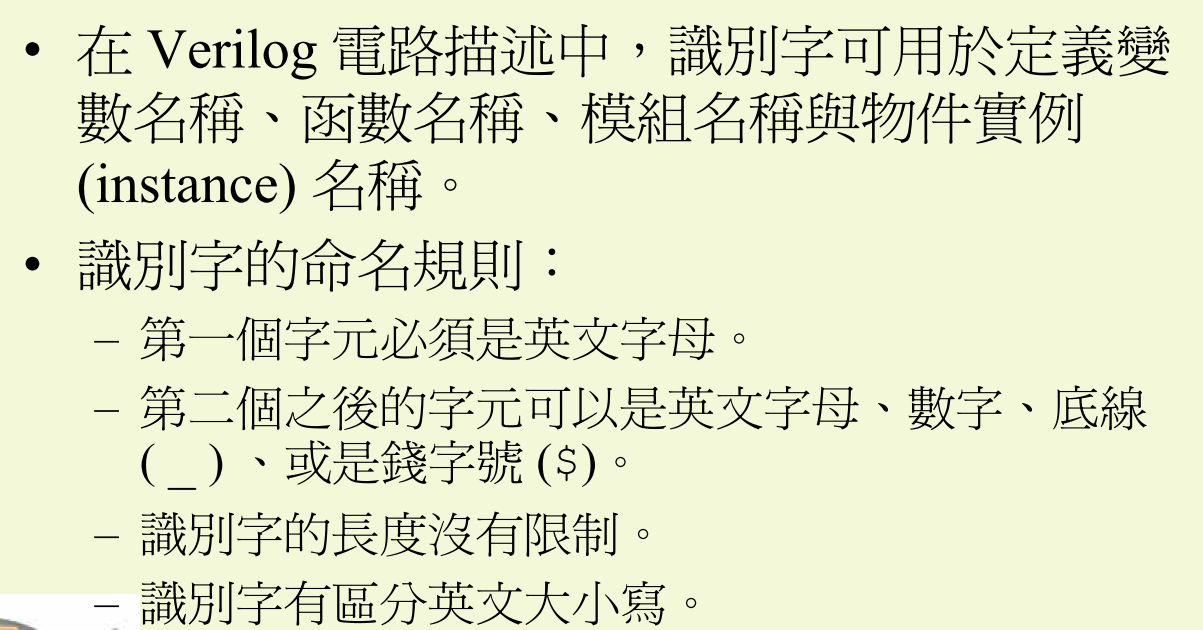 • 在 Verilog 電路描述中，識別字可用於定義變
數名稱、函數名稱、模組名稱與物件實例
(instance) 名稱。
• 識別字的命名規則：
– 第一個字元必須是英文字母。
– 第二個之後的字元可以是英文字母、數字、底線
( _ ) 、或是錢字號 ($)。
– 識別字的長度沒有限制。
– 識別字有區分英文大小寫。